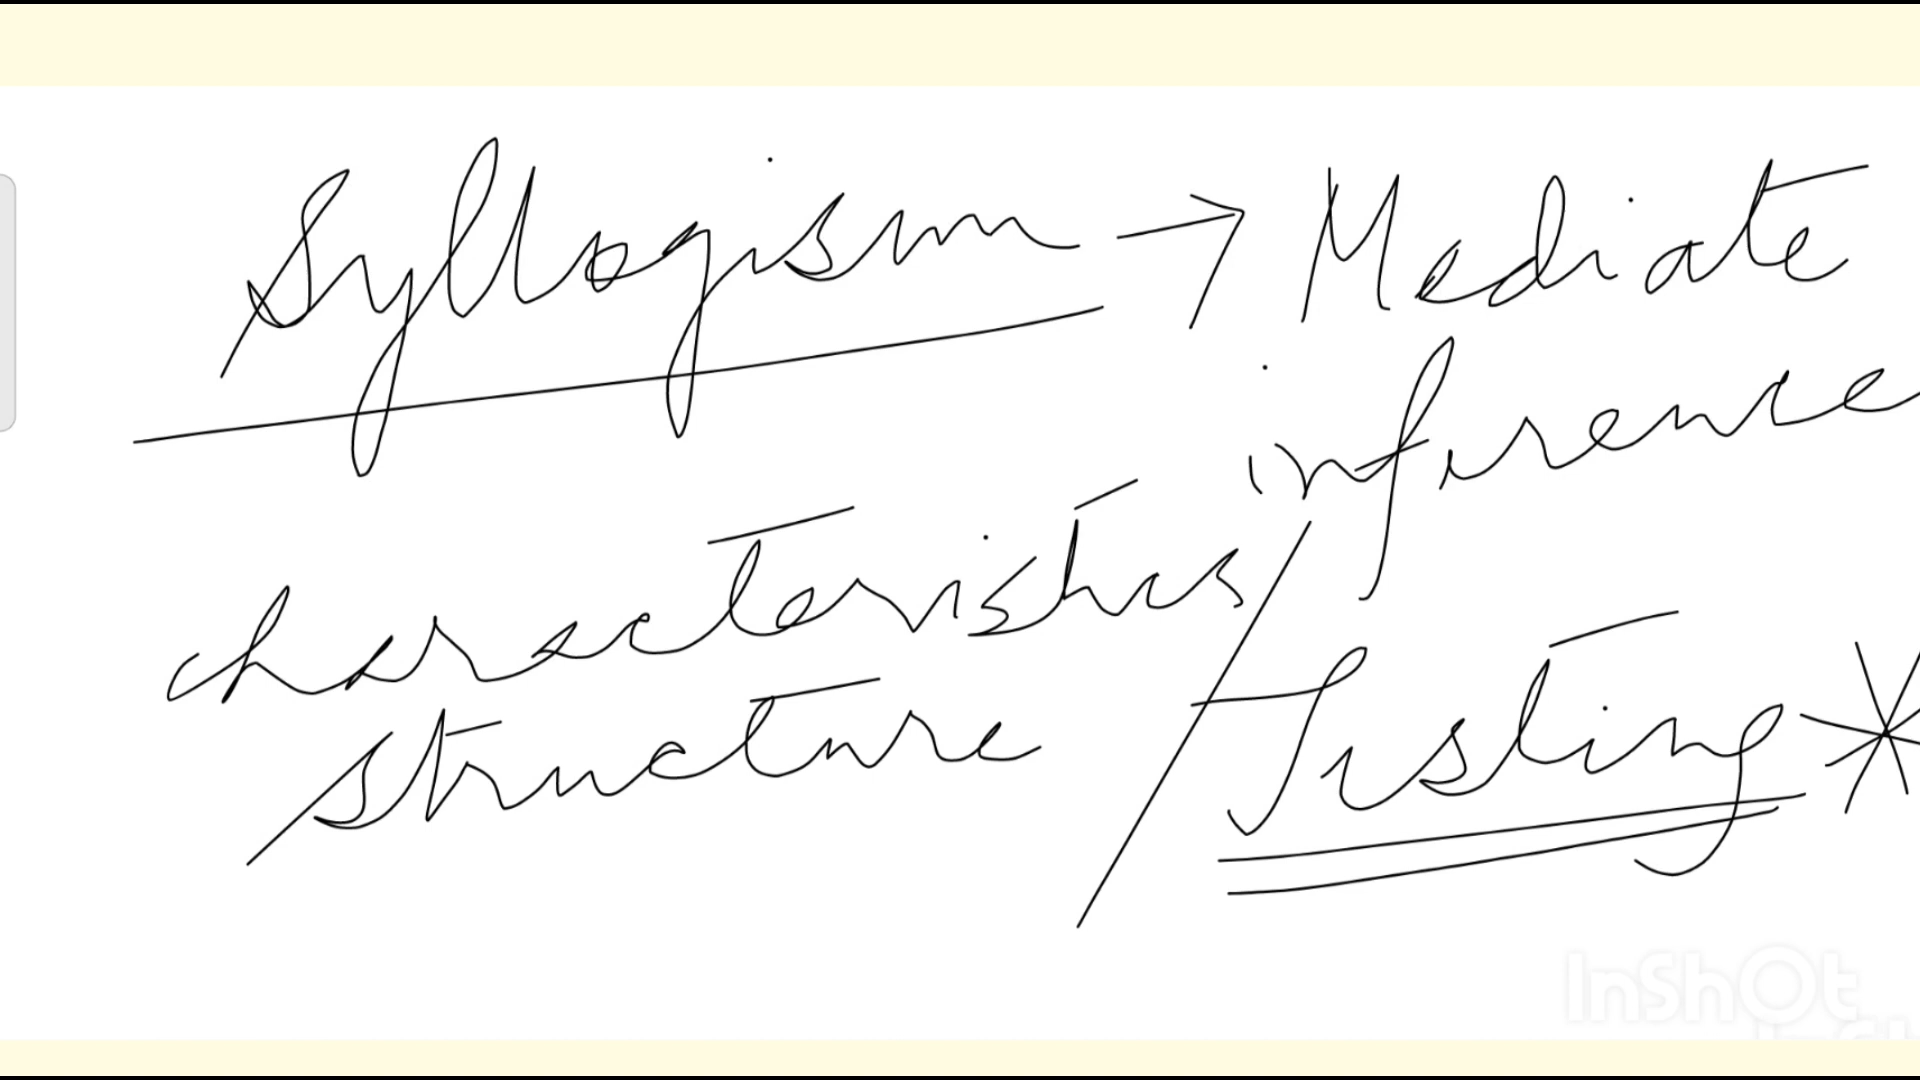 Syllogism → Mediate
inference
characteristics
structure / Testing *
InShOt